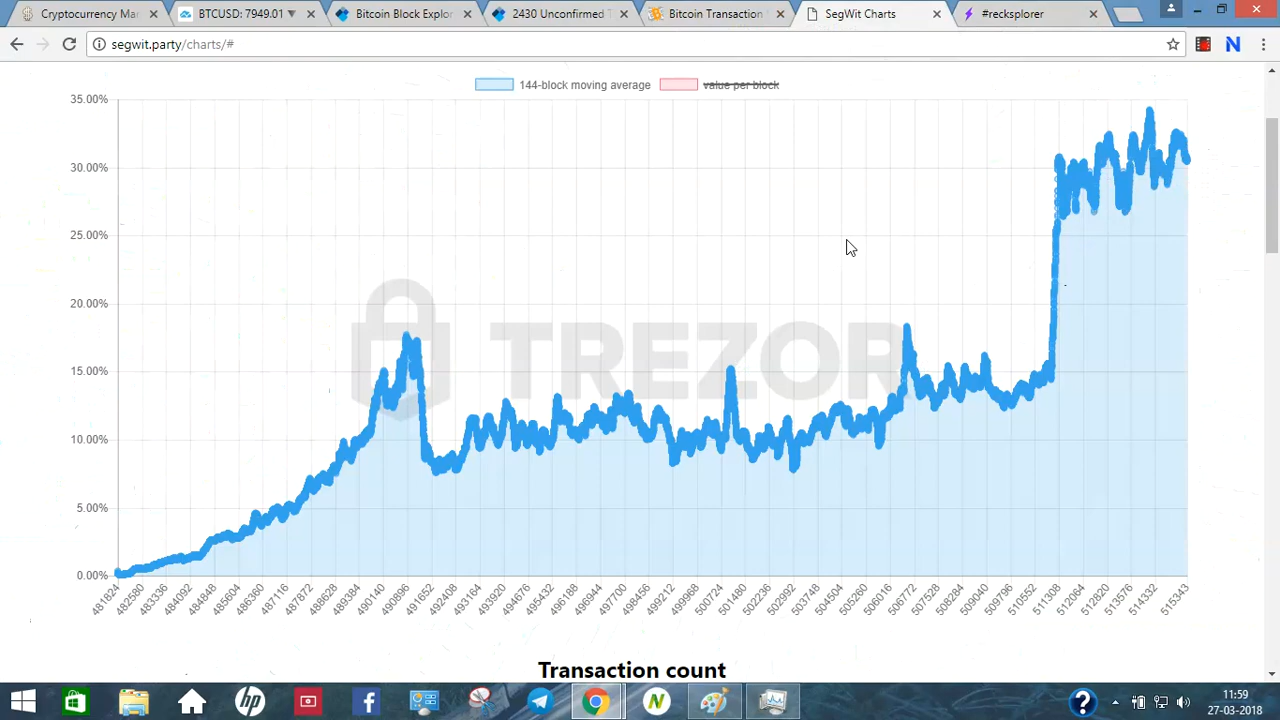 Cryptocurrency Ma
BTCUSD: 7949.01 ▼
Bitcoin Block Explor
2430 Unconfirmed T
Bitcoin Transaction
SegWit Charts
#recksplorer
segwit.party/charts/#
144-block moving average
value per block
35.00%
30.00%
25.00%
20.00%
15.00%
10.00%
5.00%
0.00%
TREZOR
481824 482580 483336 484092 484848 485604 486360 487116 487872 488628 489384 490140 490896 491652 492408 493164 493920 494676 495432 496188 496944 497700 498456 499212 499968 500724 501480 502236 502992 503748 504504 505260 506016 506772 507528 508284 509040 509796 510552 511308 512064 512820 513576 514332 515343
Transaction count
11:59
27-03-2018